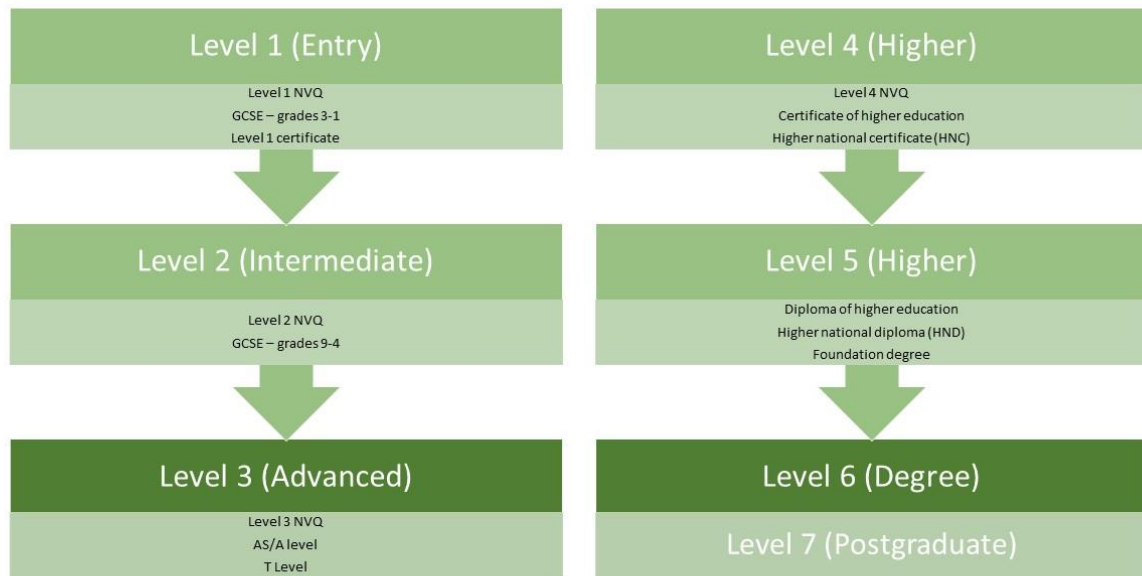 Level 1 (Entry)
Level 1 NVQ
GCSE – grades 3-1
Level 1 certificate
Level 2 (Intermediate)
Level 2 NVQ
GCSE – grades 9-4
Level 3 (Advanced)
Level 3 NVQ
AS/A level
T Level
Level 4 (Higher)
Level 4 NVQ
Certificate of higher education
Higher national certificate (HNC)
Level 5 (Higher)
Diploma of higher education
Higher national diploma (HND)
Foundation degree
Level 6 (Degree)
Level 7 (Postgraduate)